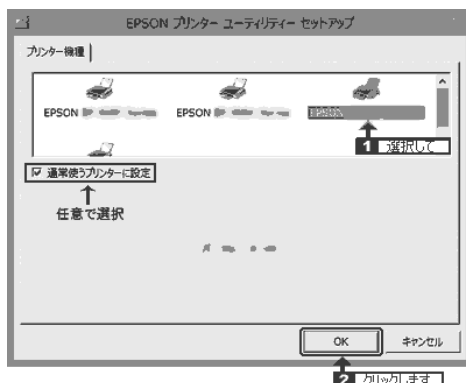 EPSON プリンター ユーティリティー セットアップ
プリンター機種
EPSON
EPSON
EPSON
1 選択して
通常使うプリンターに設定
任意で選択
OK
キャンセル
2 クリックします